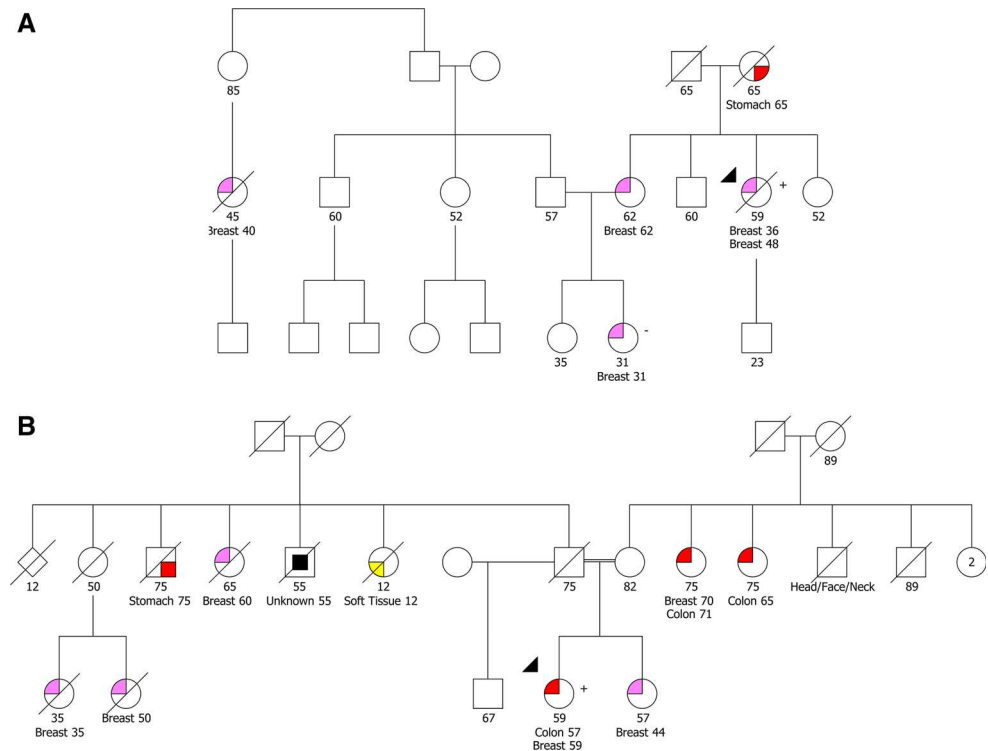 A
85
65
65
Stomach 65
45
Breast 40
60
52
57
62
Breast 62
60
59
+
Breast 36
Breast 48
52
35
31
-
Breast 31
23
B
89
12
50
75
Stomach 75
65
Breast 60
55
Unknown 55
12
Soft Tissue 12
75
82
75
Breast 70
Colon 71
75
Colon 65
Head/Face/Neck
89
2
35
Breast 35
Breast 50
67
59
+
Colon 57
Breast 59
57
Breast 44